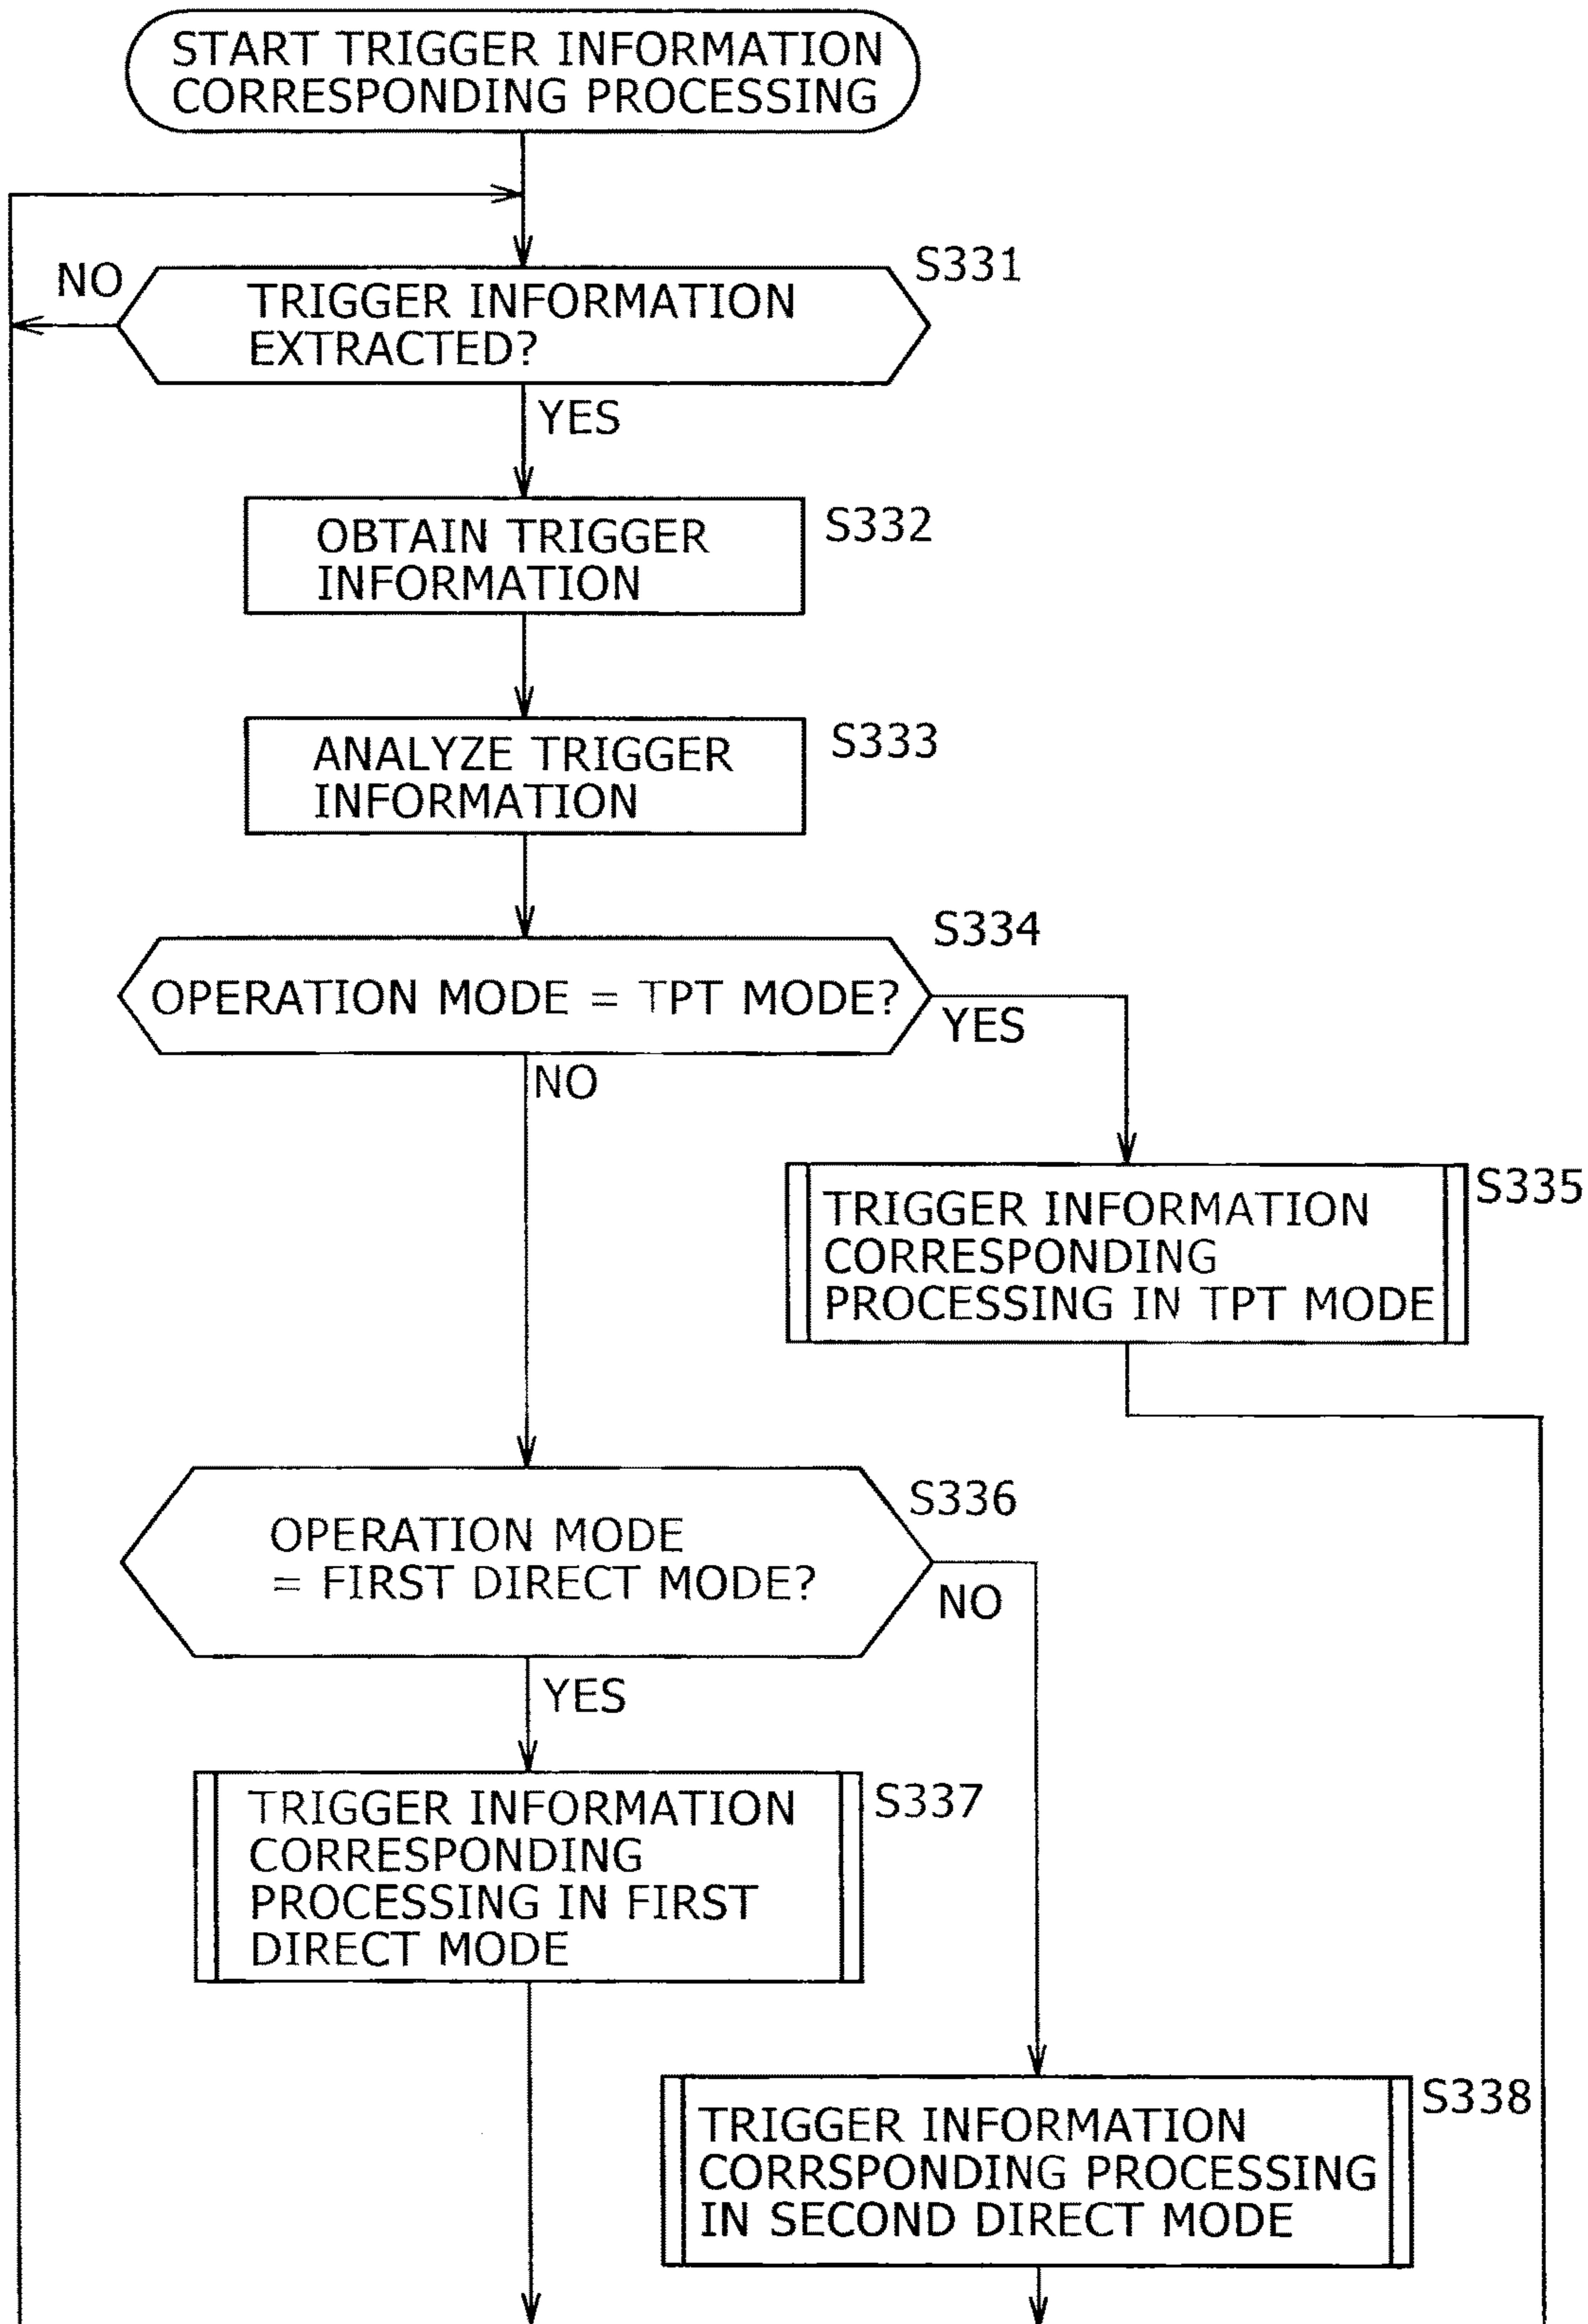 START TRIGGER INFORMATION
CORRESPONDING PROCESSING
S331
NO
TRIGGER INFORMATION
EXTRACTED?
YES
S332
OBTAIN TRIGGER
INFORMATION
S333
ANALYZE TRIGGER
INFORMATION
S334
OPERATION MODE = TPT MODE?
YES
NO
S335
TRIGGER INFORMATION
CORRESPONDING
PROCESSING IN TPT MODE
S336
OPERATION MODE
= FIRST DIRECT MODE?
NO
YES
S337
TRIGGER INFORMATION
CORRESPONDING
PROCESSING IN FIRST
DIRECT MODE
S338
TRIGGER INFORMATION
CORRSPONDING PROCESSING
IN SECOND DIRECT MODE